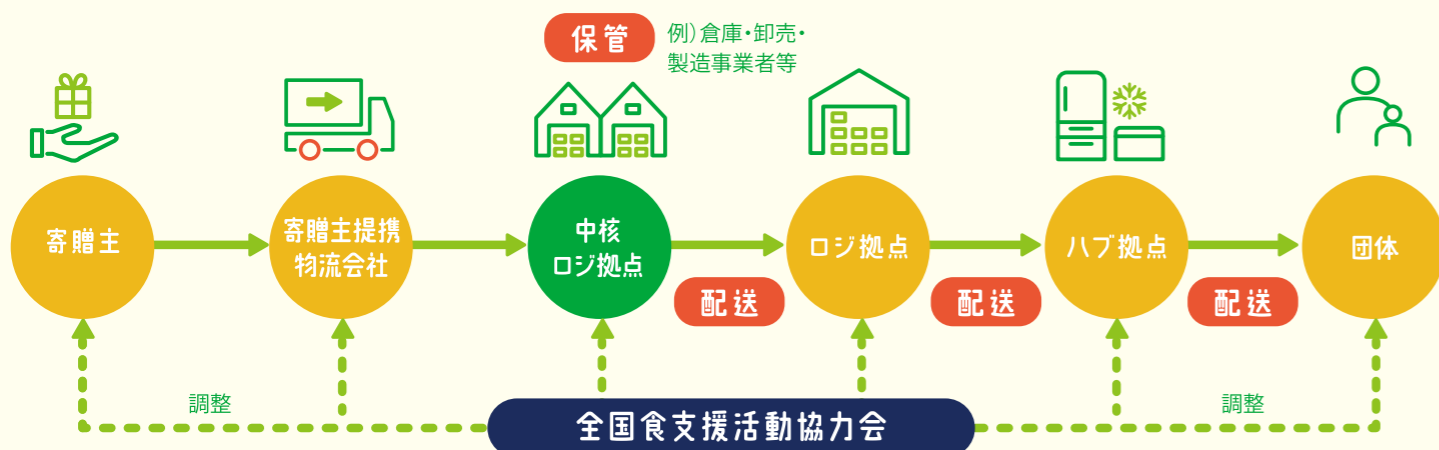 保管
例）倉庫・卸売・
製造事業者等
寄贈主
寄贈主提携
物流会社
中核
ロジ拠点
ロジ拠点
ハブ拠点
団体
配送
配送
配送
調整
調整
全国食支援活動協力会